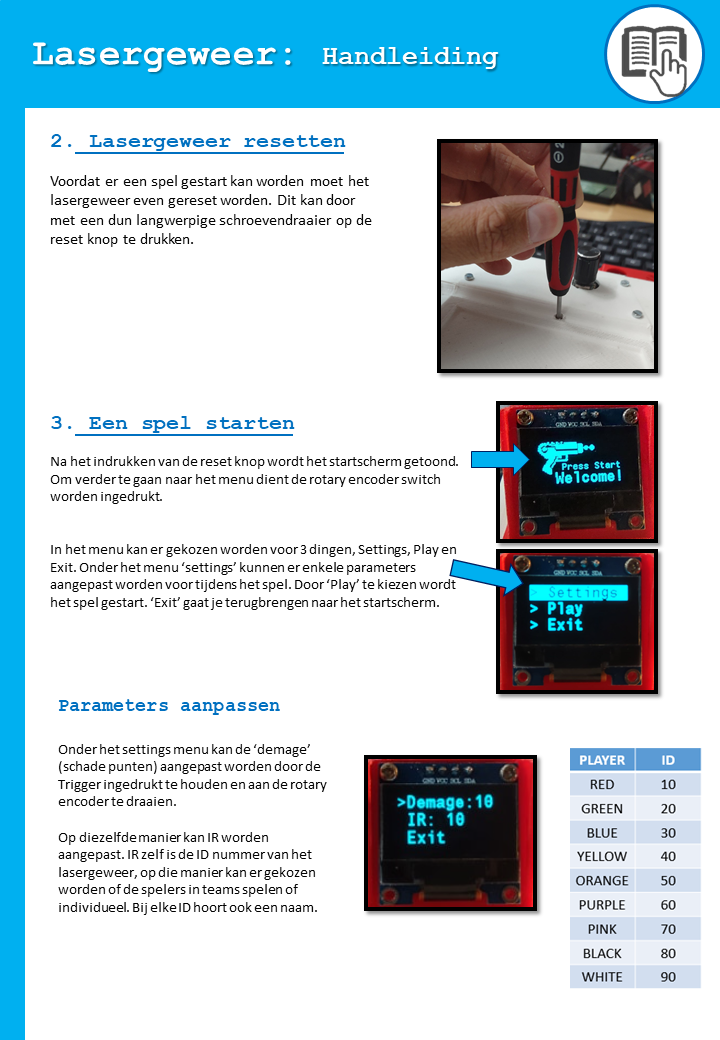 Lasergeweer: Handleiding
2. Lasergeweer resetten
Voordat er een spel gestart kan worden moet het
lasergeweer even gereset worden. Dit kan door
met een dun langwerpige schroevendraaier op de
reset knop te drukken.
3. Een spel starten
Na het indrukken van de reset knop wordt het startscherm getoond.
Om verder te gaan naar het menu dient de rotary encoder switch
worden ingedrukt.
GND VCC SCL SDA
Press Start
Welcome!
In het menu kan er gekozen worden voor 3 dingen, Settings, Play en
Exit. Onder het menu ‘settings’ kunnen er enkele parameters
aangepast worden voor tijdens het spel. Door ‘Play’ te kiezen wordt
het spel gestart. ‘Exit’ gaat je terugbrengen naar het startscherm.
GND VCC SCL SDA
> Settings
> Play
> Exit
Parameters aanpassen
Onder het settings menu kan de ‘demage’
(schade punten) aangepast worden door de
Trigger ingedrukt te houden en aan de rotary
encoder te draaien.
Op diezelfde manier kan IR worden
aangepast. IR zelf is de ID nummer van het
lasergeweer, op die manier kan er gekozen
worden of de spelers in teams spelen of
individueel. Bij elke ID hoort ook een naam.
GND VCC SCL SDA
>Demage:10
IR: 10
Exit
PLAYER ID
RED 10
GREEN 20
BLUE 30
YELLOW 40
ORANGE 50
PURPLE 60
PINK 70
BLACK 80
WHITE 90